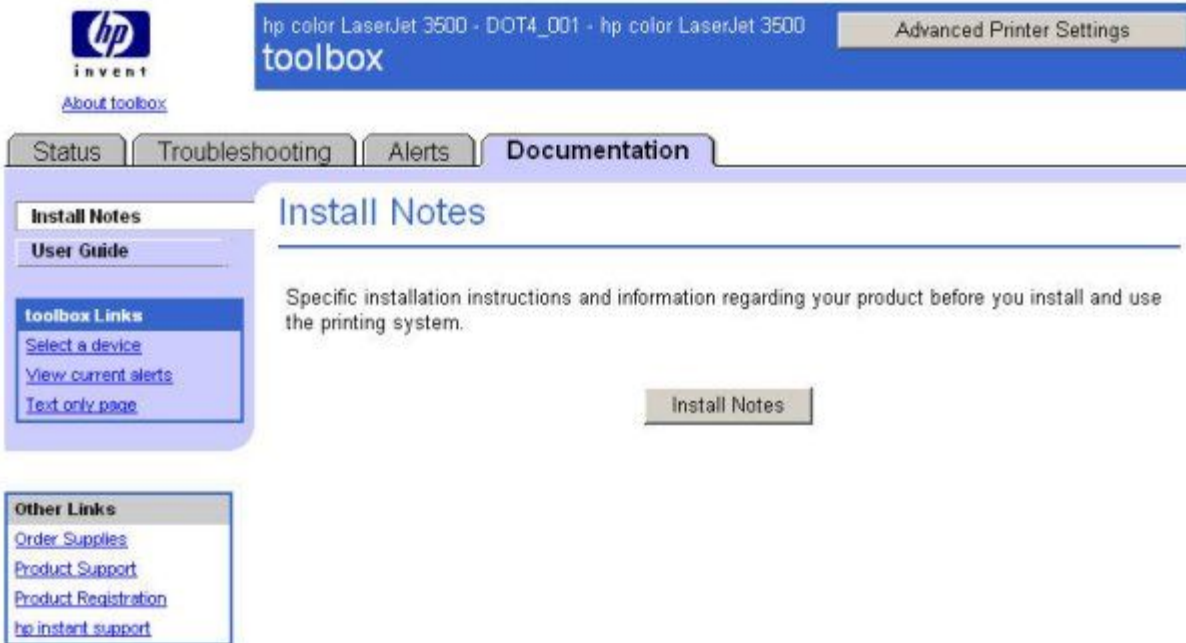 hp
invent
About toolbox
hp color LaserJet 3500 - DOT4_001 - hp color LaserJet 3500
toolbox
Advanced Printer Settings
Status
Troubleshooting
Alerts
Documentation
Install Notes
User Guide
toolbox Links
Select a device
View current alerts
Text only page
Other Links
Order Supplies
Product Support
Product Registration
hp instant support
Install Notes
Specific installation instructions and information regarding your product before you install and use
the printing system.
Install Notes